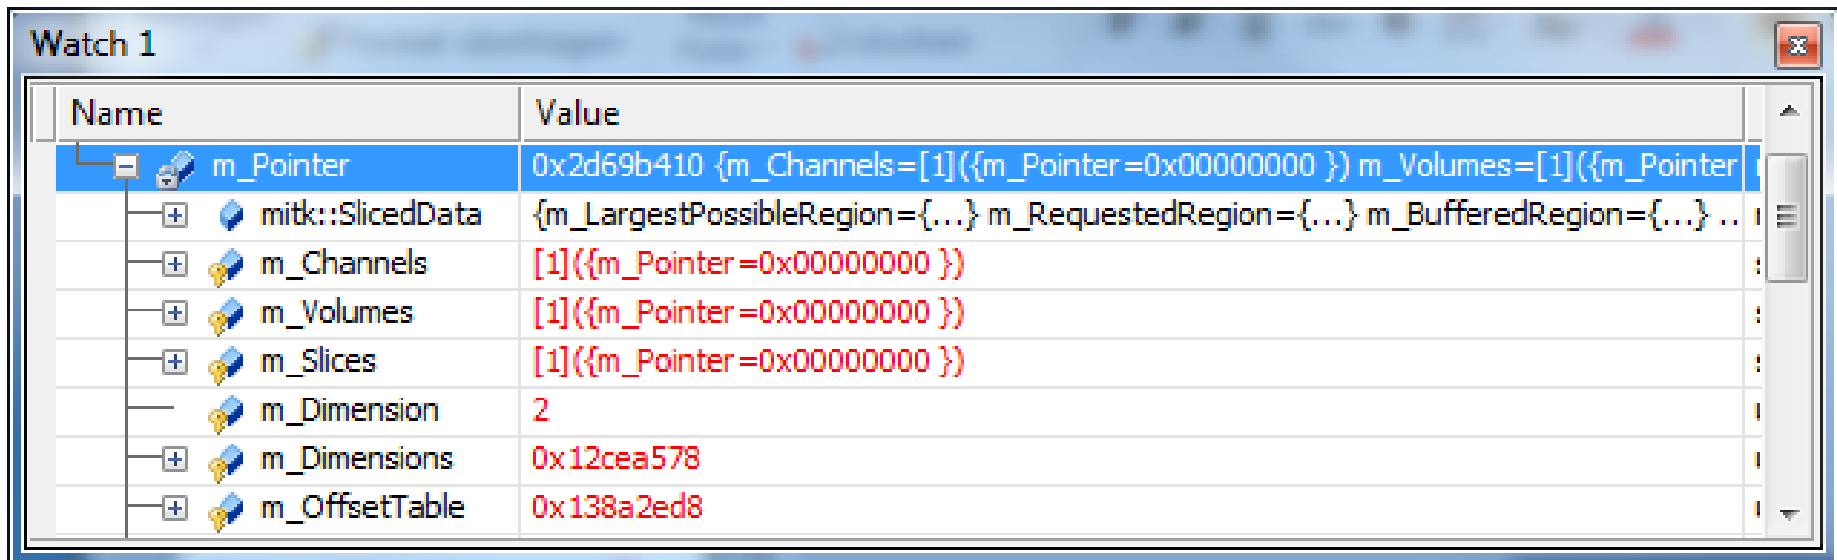 Watch 1
Name Value
m_Pointer 0x2d69b410 {m_Channels=[1]({m_Pointer=0x00000000 }) m_Volumes=[1]({m_Pointer
mitk::SlicedData {m_LargestPossibleRegion={...} m_RequestedRegion={...} m_BufferedRegion={...} ..
m_Channels [1]({m_Pointer=0x00000000 })
m_Volumes [1]({m_Pointer=0x00000000 })
m_Slices [1]({m_Pointer=0x00000000 })
m_Dimension 2
m_Dimensions 0x12cea578
m_OffsetTable 0x138a2ed8